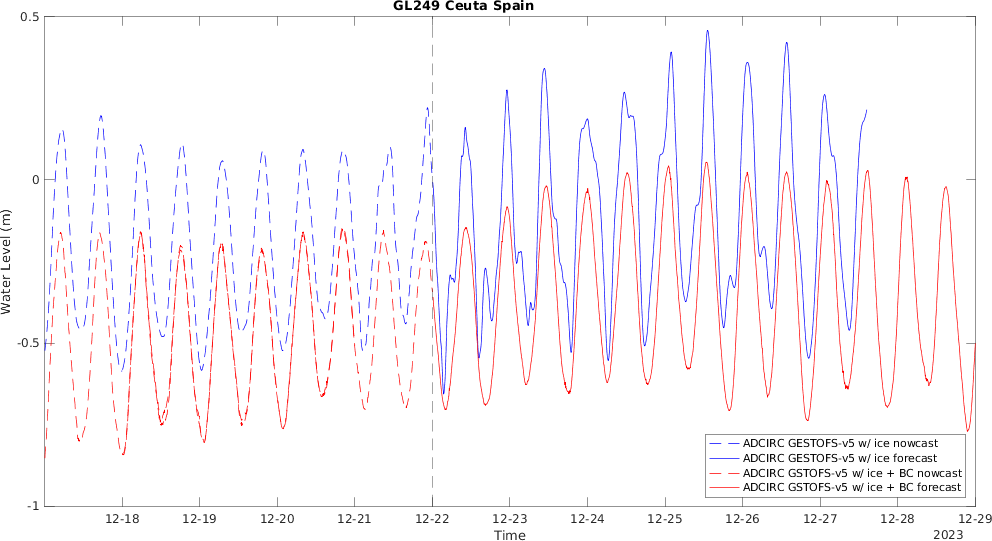 GL249 Ceuta Spain
0.5
0
-0.5
-1
Water Level (m)
ADCIRC GESTOFS-v5 w/ ice nowcast
ADCIRC GESTOFS-v5 w/ ice forecast
ADCIRC GSTOFS-v5 w/ ice + BC nowcast
ADCIRC GSTOFS-v5 w/ ice + BC forecast
12-18 12-19 12-20 12-21 12-22 12-23 12-24 12-25 12-26 12-27 12-28 12-29
Time
2023